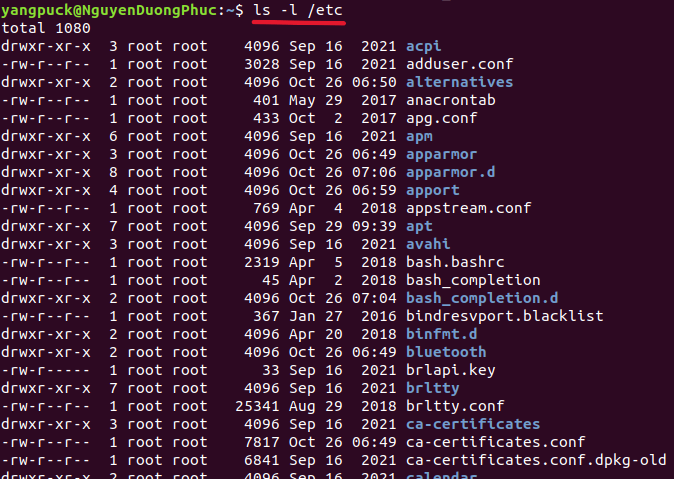 yangpuck@NguyenDuongPhuc:~$ ls -l /etc
total 1080
drwxr-xr-x  3 root root    4096 Sep 16  2021 acpi
-rw-r--r--  1 root root    3028 Sep 16  2021 adduser.conf
drwxr-xr-x  2 root root    4096 Oct 26 06:50 alternatives
-rw-r--r--  1 root root     401 May 29  2017 anacrontab
-rw-r--r--  1 root root     433 Oct  2  2017 apg.conf
drwxr-xr-x  6 root root    4096 Sep 16  2021 apm
drwxr-xr-x  3 root root    4096 Oct 26 06:49 apparmor
drwxr-xr-x  8 root root    4096 Oct 26 07:06 apparmor.d
drwxr-xr-x  4 root root    4096 Oct 26 06:59 apport
-rw-r--r--  1 root root     769 Apr  4  2018 appstream.conf
drwxr-xr-x  7 root root    4096 Sep 29 09:39 apt
drwxr-xr-x  3 root root    4096 Sep 16  2021 avahi
-rw-r--r--  1 root root    2319 Apr  5  2018 bash.bashrc
-rw-r--r--  1 root root      45 Apr  2  2018 bash_completion
drwxr-xr-x  2 root root    4096 Oct 26 07:04 bash_completion.d
-rw-r--r--  1 root root     367 Jan 27  2016 bindresvport.blacklist
drwxr-xr-x  2 root root    4096 Apr 20  2018 binfmt.d
drwxr-xr-x  2 root root    4096 Oct 26 06:49 bluetooth
-rw-r-----  1 root root      33 Sep 16  2021 brlapi.key
drwxr-xr-x  7 root root    4096 Sep 16  2021 brltty
-rw-r--r--  1 root root   25341 Aug 29  2018 brltty.conf
drwxr-xr-x  3 root root    4096 Sep 16  2021 ca-certificates
-rw-r--r--  1 root root    7817 Oct 26 06:49 ca-certificates.conf
-rw-r--r--  1 root root    6841 Sep 16  2021 ca-certificates.conf.dpkg-old
drwxr-xr-x  2 root root    4096 Sep 16  2021 calendar